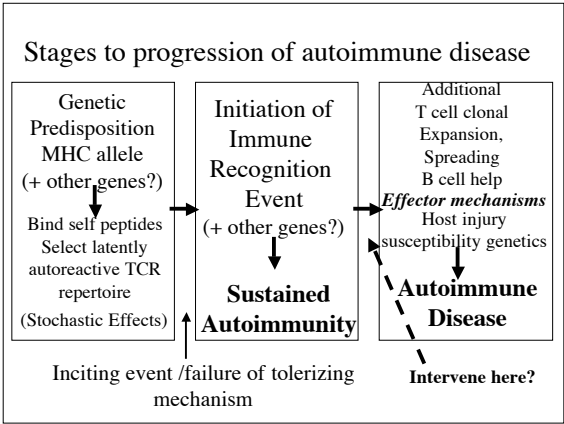 Stages to progression of autoimmune disease
Genetic
Predisposition
MHC allele
(+ other genes?)
Bind self peptides
Select latently
autoreactive TCR
repertoire
(Stochastic Effects)
Initiation of
Immune
Recognition
Event
(+ other genes?)
Sustained
Autoimmunity
Additional
T cell clonal
Expansion,
Spreading
B cell help
Effector mechanisms
Host injury
susceptibility genetics
Autoimmune
Disease
Inciting event /failure of tolerizing
mechanism
Intervene here?